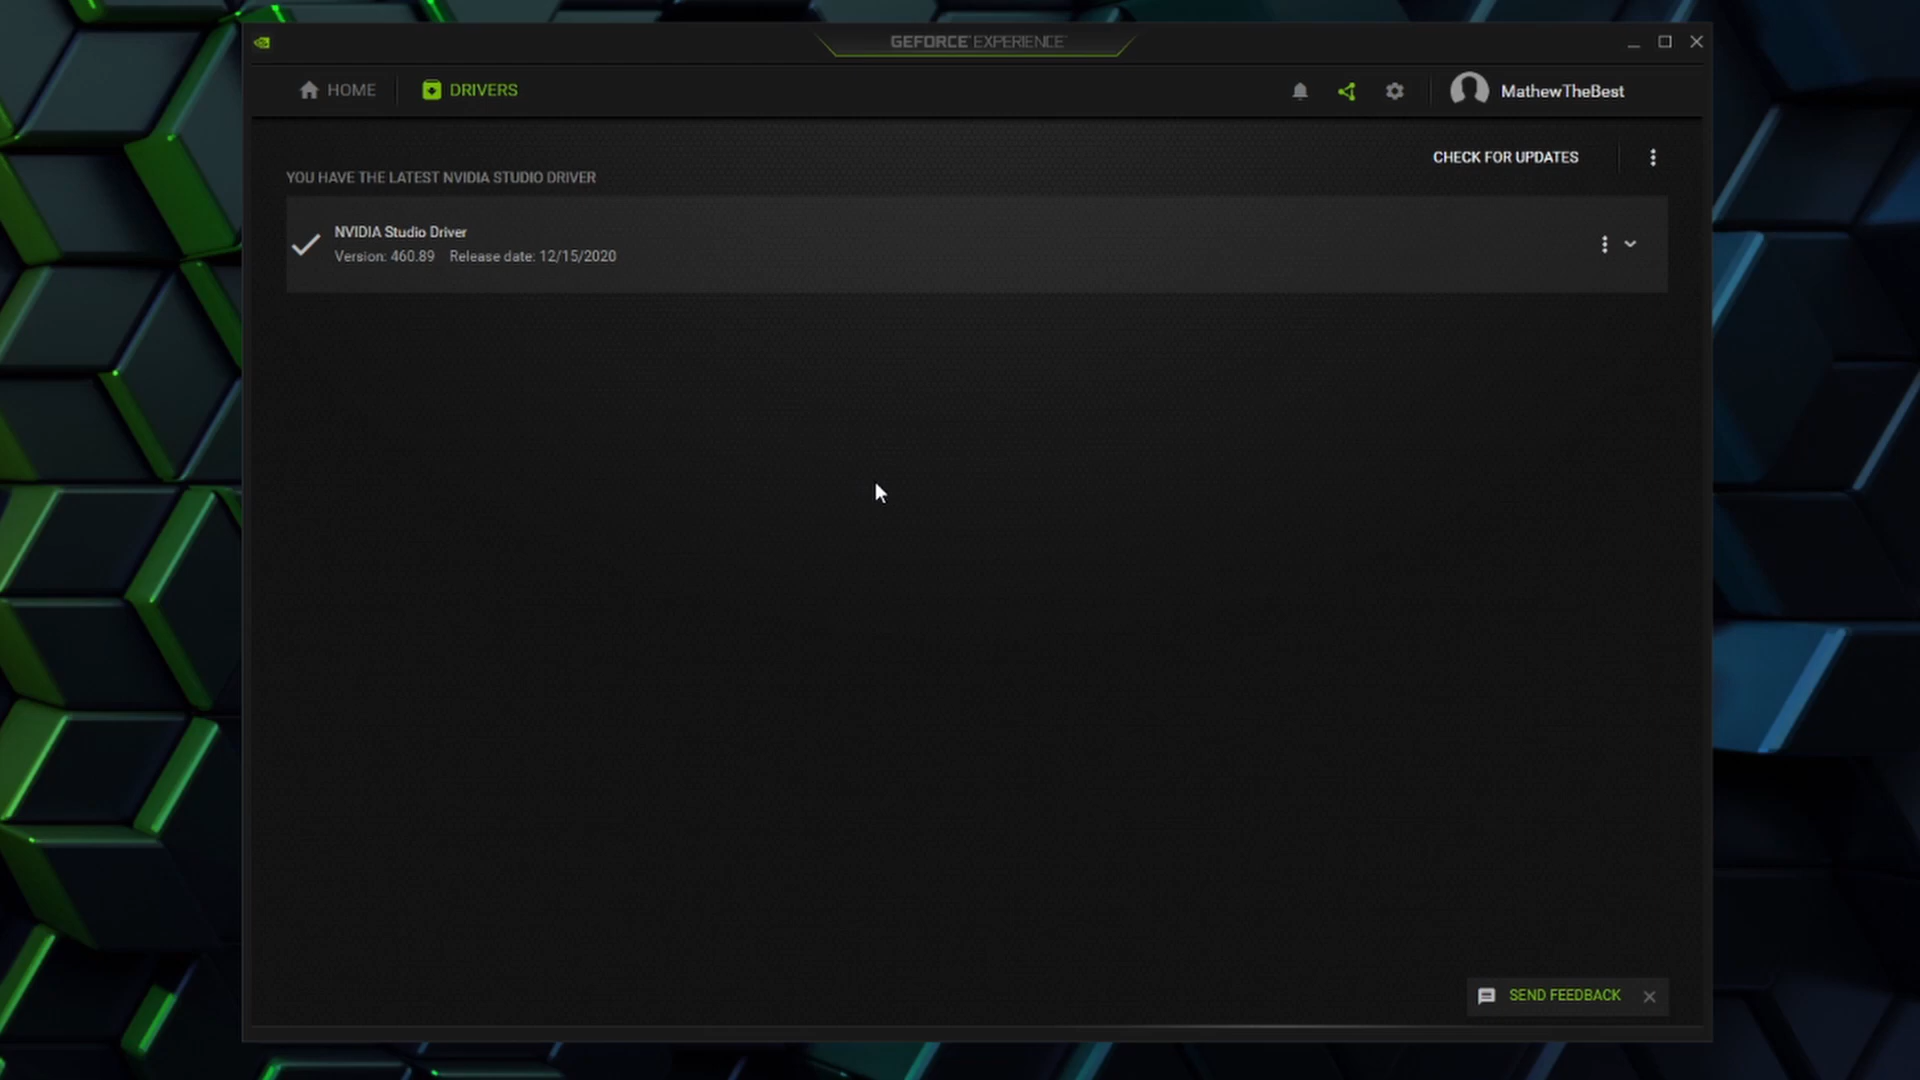 GEFORCE EXPERIENCE
HOME
DRIVERS
MathewTheBest
CHECK FOR UPDATES
YOU HAVE THE LATEST NVIDIA STUDIO DRIVER
NVIDIA Studio Driver
Version: 460.89 Release date: 12/15/2020
SEND FEEDBACK